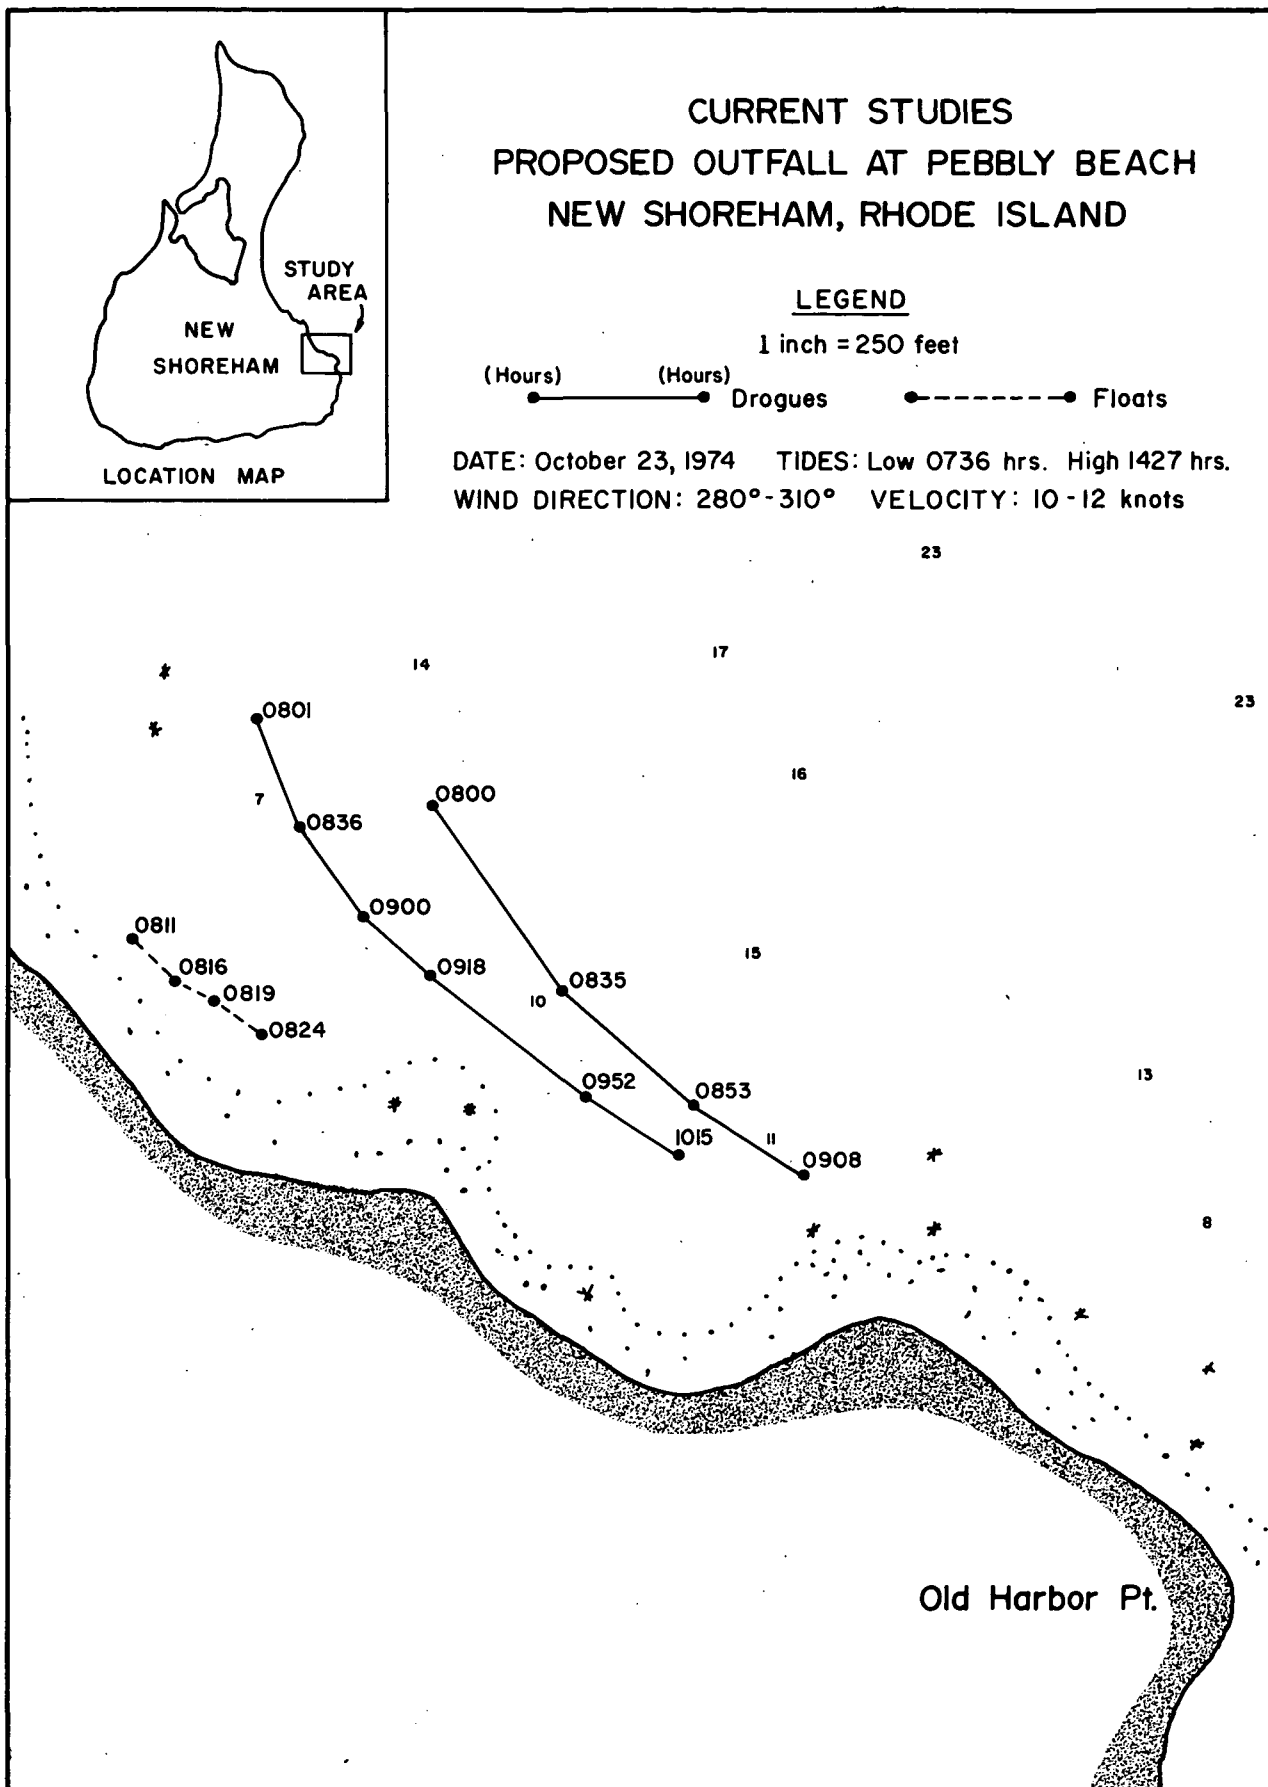 CURRENT STUDIES
PROPOSED OUTFALL AT PEBBLY BEACH
NEW SHOREHAM, RHODE ISLAND
STUDY
AREA
NEW
SHOREHAM
LOCATION MAP
LEGEND
1 inch = 250 feet
(Hours) (Hours) Drogues Floats
DATE: October 23, 1974 TIDES: Low 0736 hrs. High 1427 hrs.
WIND DIRECTION: 280°-310° VELOCITY: 10-12 knots
23
17
14
23
0801
16
7
0800
0836
0900
0811
15
0816
0918
0835
0819
10
0824
13
0952
0853
1015
11
0908
8
Old Harbor Pt.